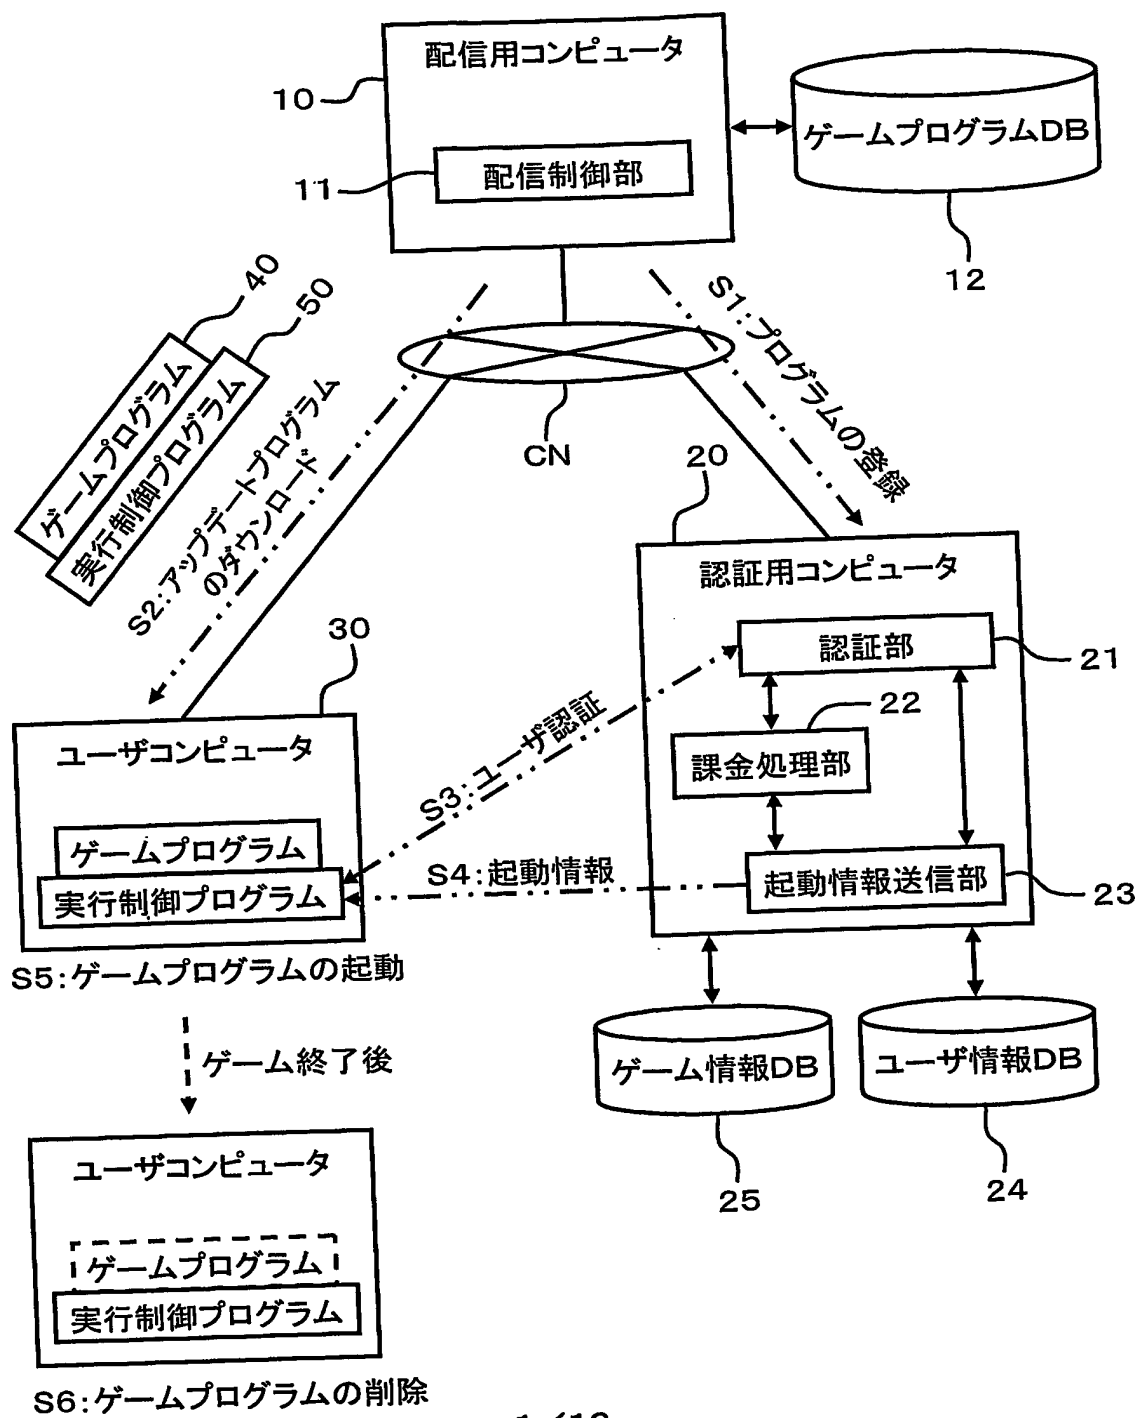 配信用コンピュータ
10
配信制御部
11
ゲームプログラムDB
12
40
50
ゲームプログラム
実行制御プログラム
S1:プログラムの登録
S2:アップデートプログラム
のダウンロード
CN
20
認証用コンピュータ
認証部
21
22
課金処理部
起動情報送信部
23
30
ユーザコンピュータ
ゲームプログラム
実行制御プログラム
S3:ユーザ認証
S4:起動情報
S5:ゲームプログラムの起動
ゲーム情報DB
25
ユーザ情報DB
24
ゲーム終了後
ユーザコンピュータ
ゲームプログラム
実行制御プログラム
S6:ゲームプログラムの削除